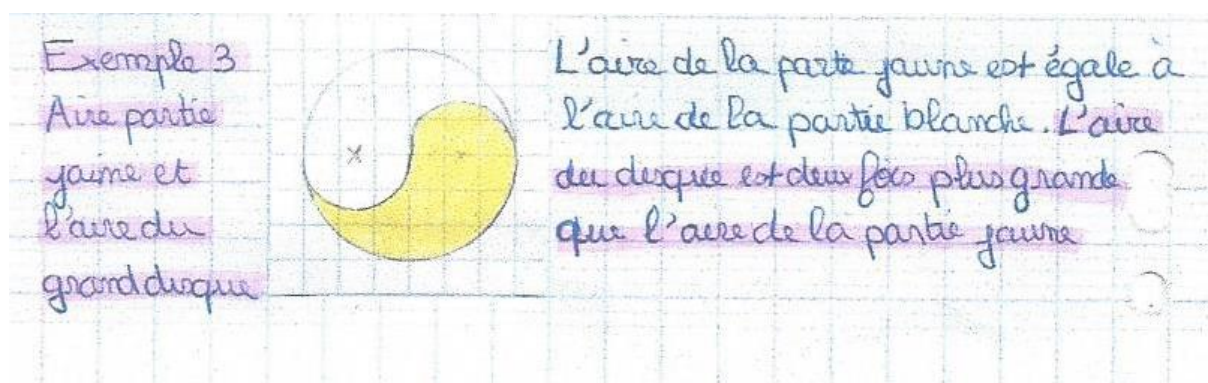 Exemple 3
Aire partie
jaune et
l'aire du
grand disque
L'aire de la partie jaune est égale à
l'aire de la partie blanche. L'aire
du disque est deux fois plus grande
que l'aire de la partie jaune